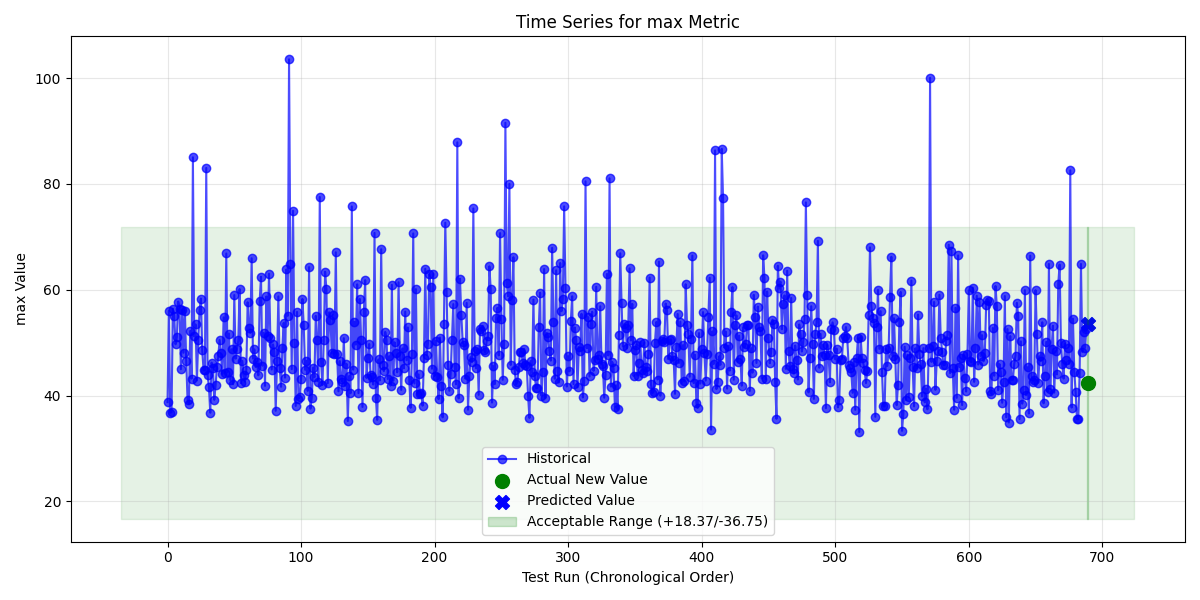 Time Series for max Metric
max Value
100
80
60
40
20
0
100
200
300
400
500
600
700
Test Run (Chronological Order)
Historical
Actual New Value
Predicted Value
Acceptable Range (+18.37/-36.75)